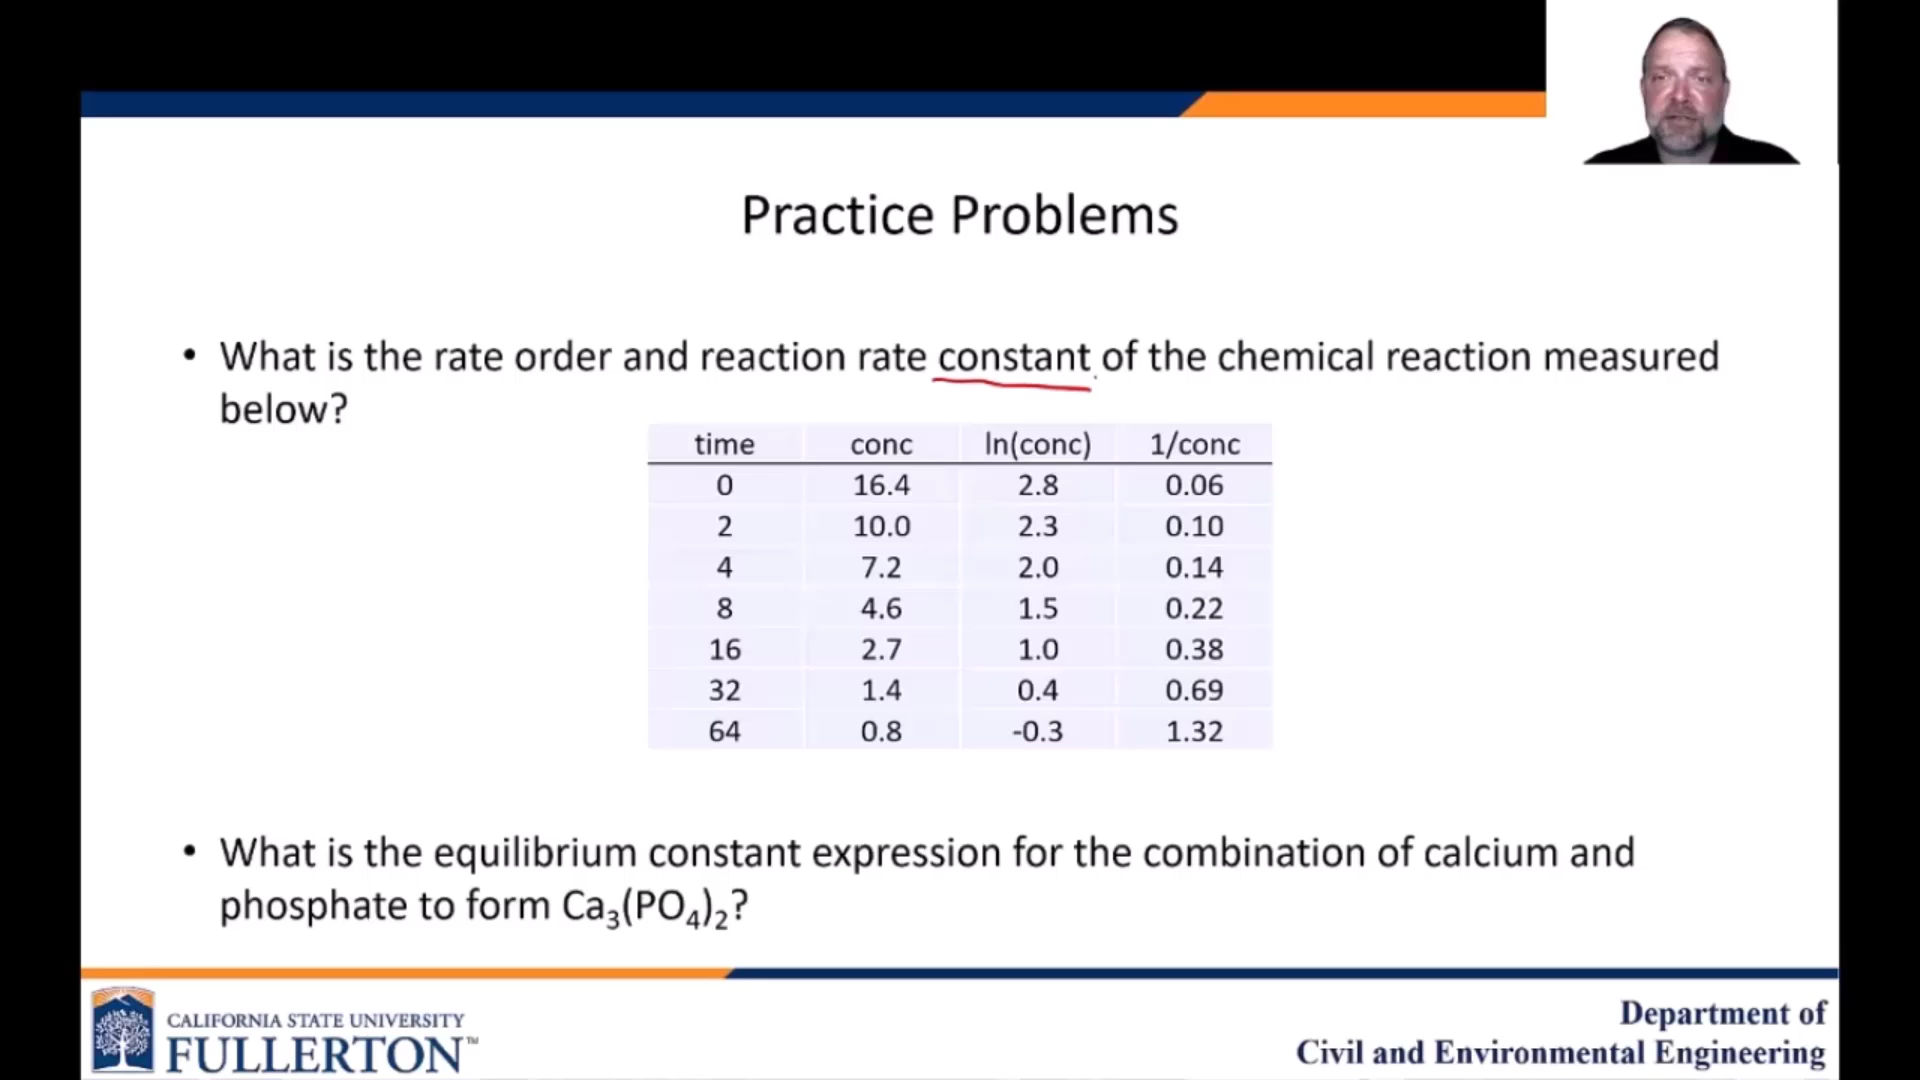 Practice Problems
• What is the rate order and reaction rate constant of the chemical reaction measured
below?
time conc ln(conc) 1/conc
0 16.4 2.8 0.06
2 10.0 2.3 0.10
4 7.2 2.0 0.14
8 4.6 1.5 0.22
16 2.7 1.0 0.38
32 1.4 0.4 0.69
64 0.8 -0.3 1.32
• What is the equilibrium constant expression for the combination of calcium and
phosphate to form Ca₃(PO₄)₂?
CALIFORNIA STATE UNIVERSITY
FULLERTON™
Department of
Civil and Environmental Engineering